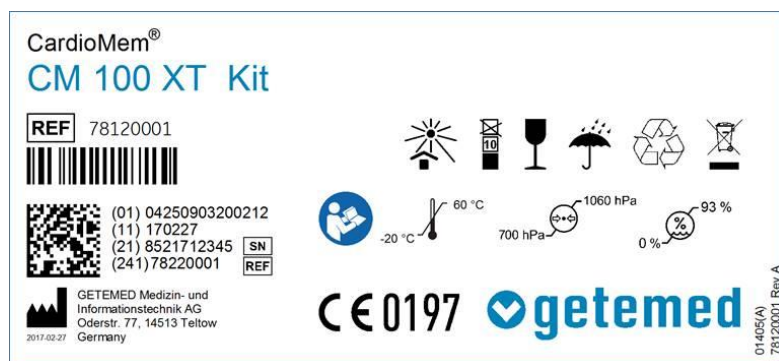 CardioMem®
CM 100 XT Kit
REF 78120001
(01) 04250903200212
(11) 170227
(21) 8521712345 SN
(241)78220001 REF
GETEMED Medizin- und
Informationstechnik AG
Oderstr. 77, 14513 Teltow
Germany
2017-02-27
10
-20 °C
60 °C
700 hPa
1060 hPa
0 %
%
93 %
CE 0197
getemed
01405(A)
78120001 Rev. A